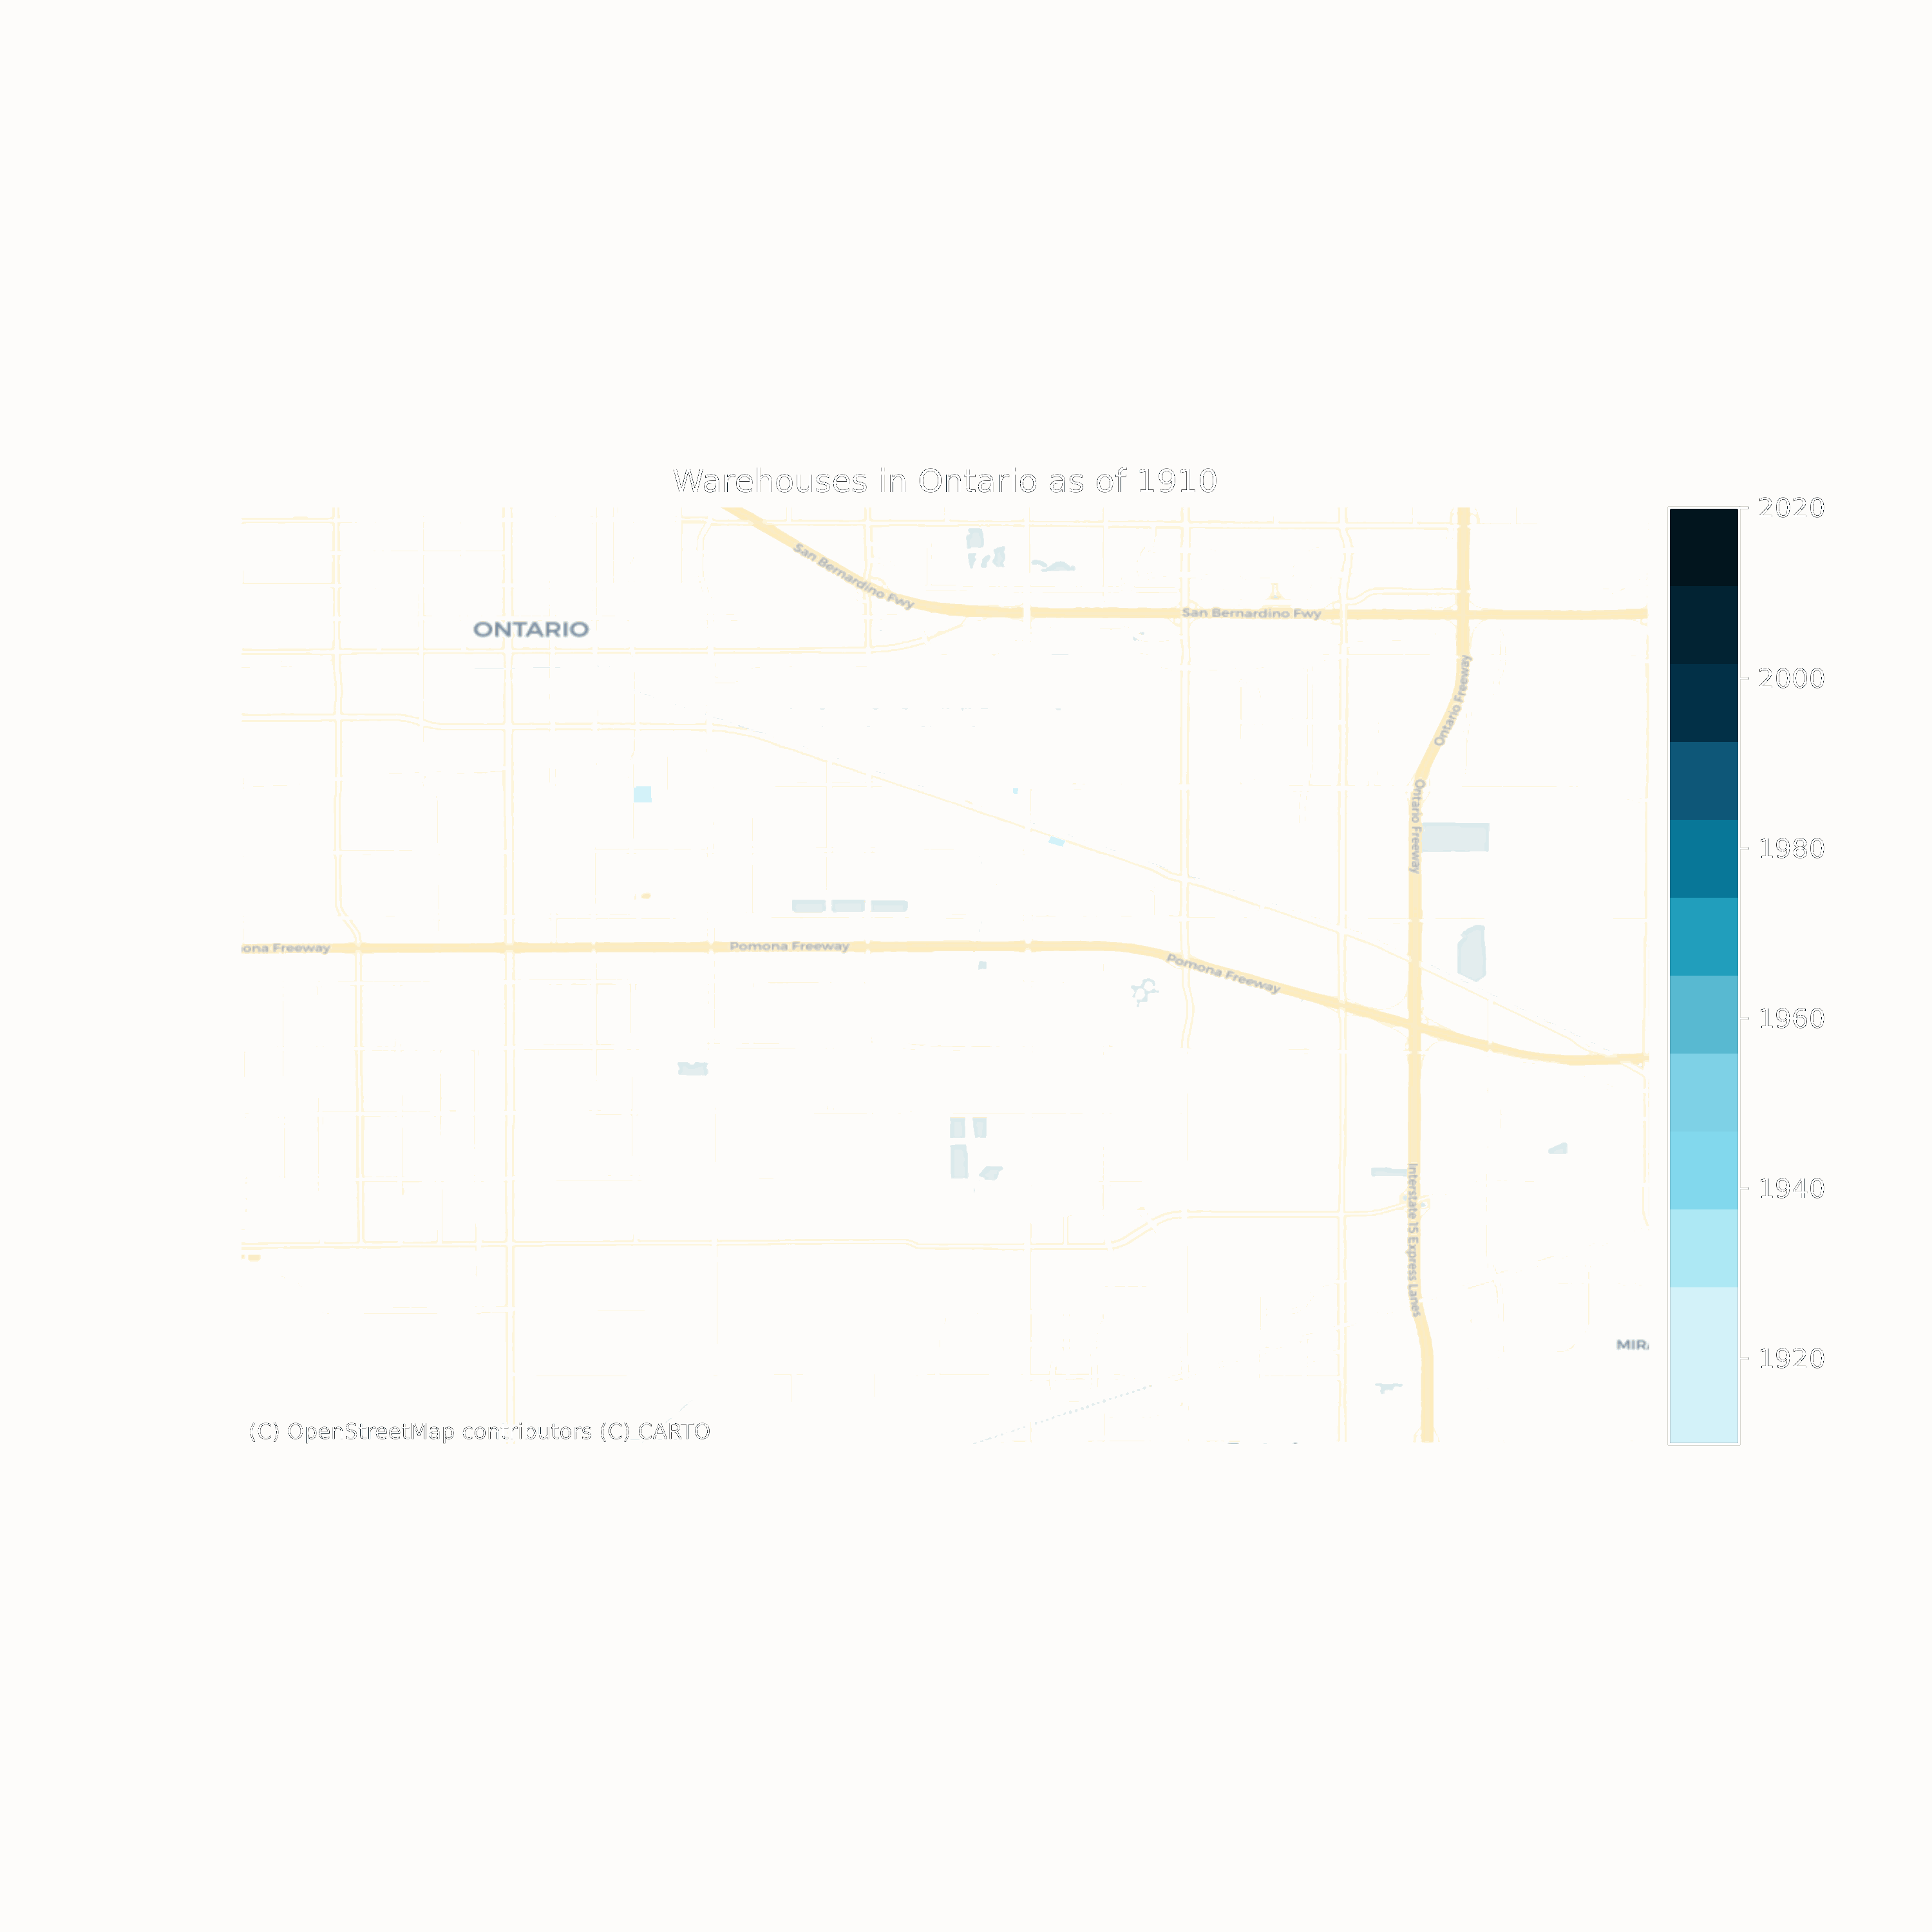 Warehouses in Ontario as of 1910
2020
San Bernardino Fwy
San Bernardino Fwy
ONTARIO
Ontario Freeway
2000
Ontario Freeway
1980
ona Freeway
Pomona Freeway
Pomona Freeway
1960
1940
Interstate 15 Express Lanes
MIRA
1920
(C) OpenStreetMap contributors (C) CARTO